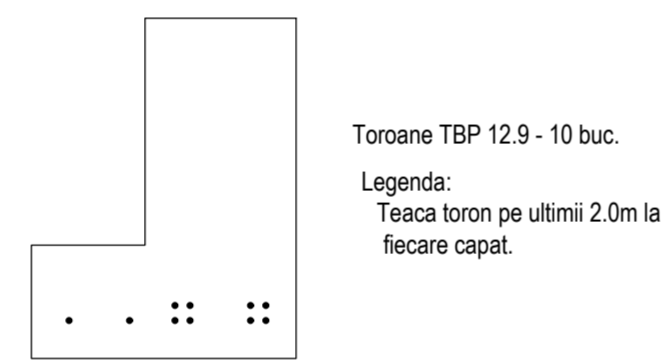 Toroane TBP 12.9 - 10 buc.
Legenda:
Teaca toron pe ultimii 2.0m la
fiecare capat.